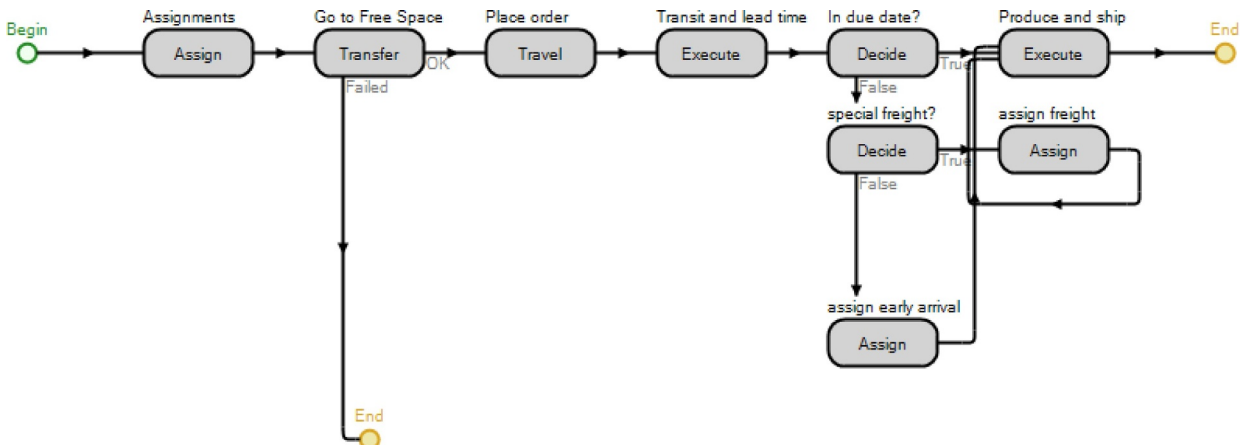 Assignments
Go to Free Space
Place order
Transit and lead time
In due date?
Produce and ship
Begin
End
Assign
Transfer
Travel
Execute
Decide
Execute
OK
True
Failed
False
special freight?
assign freight
Decide
Assign
True
False
assign early arrival
Assign
End